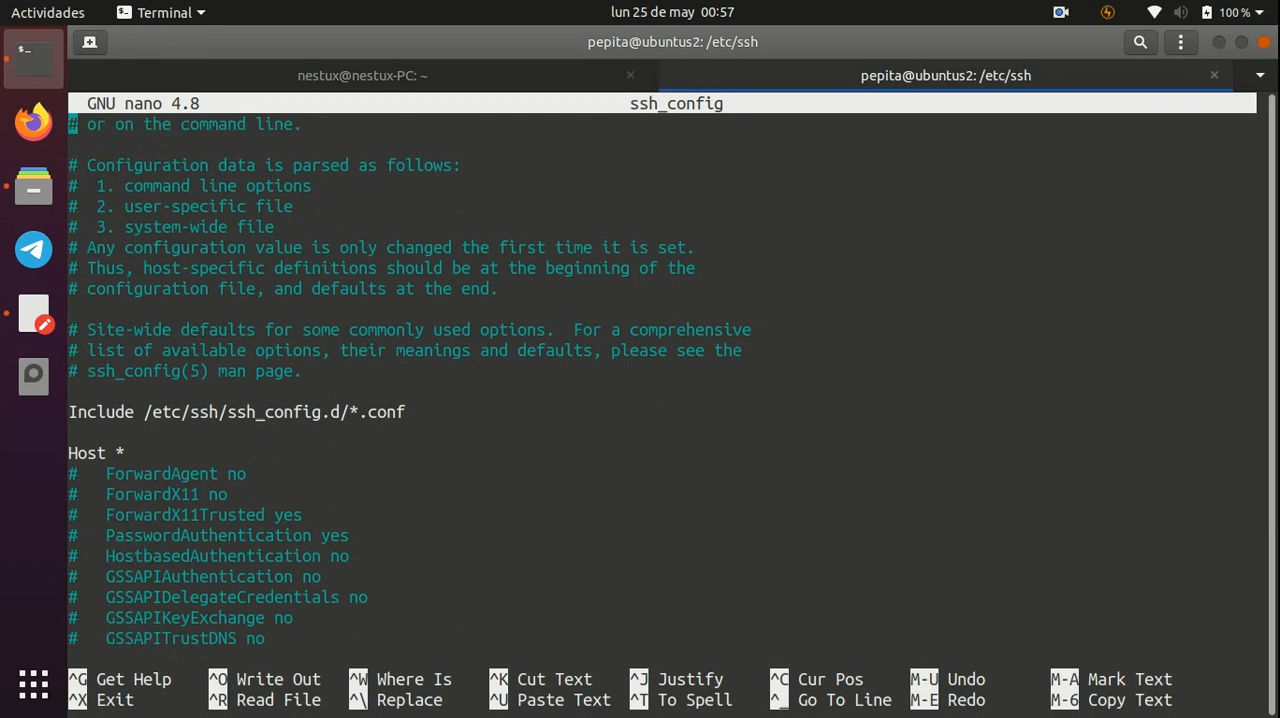 Actividades Terminal lun 25 de may 00:57 100 %
pepita@ubuntus2: /etc/ssh
nestux@nestux-PC: ~ pepita@ubuntus2: /etc/ssh
GNU nano 4.8 ssh_config
# or on the command line.
# Configuration data is parsed as follows:
#  1. command line options
#  2. user-specific file
#  3. system-wide file
# Any configuration value is only changed the first time it is set.
# Thus, host-specific definitions should be at the beginning of the
# configuration file, and defaults at the end.
# Site-wide defaults for some commonly used options.  For a comprehensive
# list of available options, their meanings and defaults, please see the
# ssh_config(5) man page.
Include /etc/ssh/ssh_config.d/*.conf
Host *
#   ForwardAgent no
#   ForwardX11 no
#   ForwardX11Trusted yes
#   PasswordAuthentication yes
#   HostbasedAuthentication no
#   GSSAPIAuthentication no
#   GSSAPIDelegateCredentials no
#   GSSAPIKeyExchange no
#   GSSAPITrustDNS no
^G Get Help ^O Write Out ^W Where Is ^K Cut Text ^J Justify ^C Cur Pos M-U Undo M-A Mark Text
^X Exit ^R Read File ^\ Replace ^U Paste Text ^T To Spell ^_ Go To Line M-E Redo M-6 Copy Text